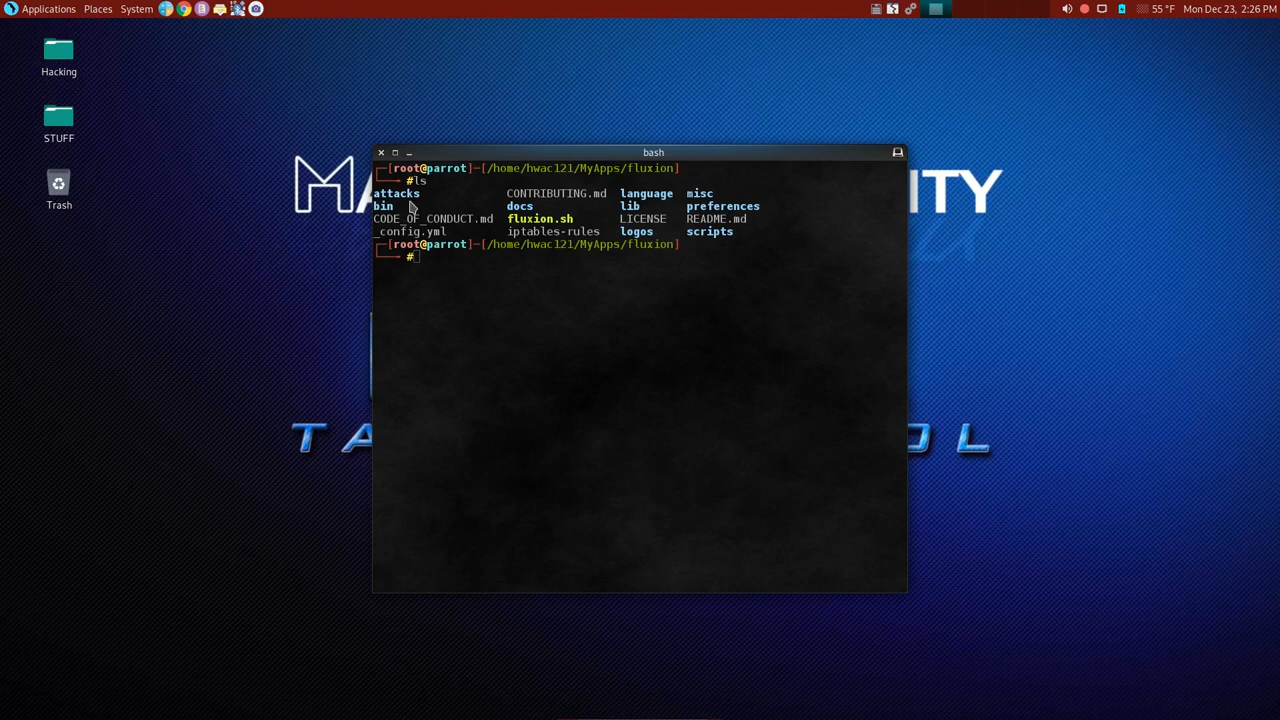 Applications Places System
55 °F Mon Dec 23, 2:26 PM
Hacking
STUFF
Trash
bash
┌─[root@parrot]─[/home/hwac121/MyApps/fluxion]
└──╼ #ls
attacks CONTRIBUTING.md language misc
bin docs lib preferences
CODE_OF_CONDUCT.md fluxion.sh LICENSE README.md
_config.yml iptables-rules logos scripts
┌─[root@parrot]─[/home/hwac121/MyApps/fluxion]
└──╼ #